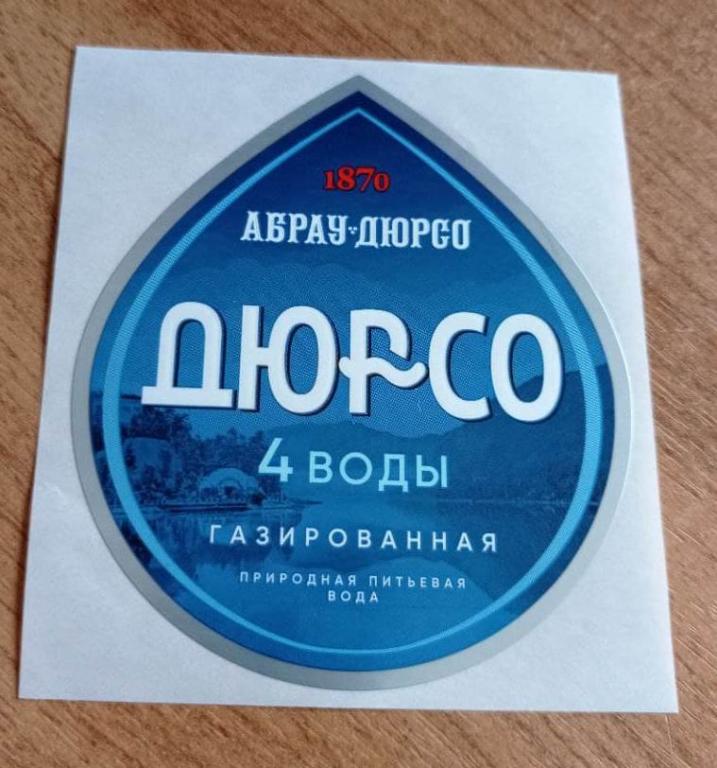 1870
АБРАУ-ДЮРСО
ДЮРСО
4 ВОДЫ
ГАЗИРОВАННАЯ
ПРИРОДНАЯ ПИТЬЕВАЯ
ВОДА